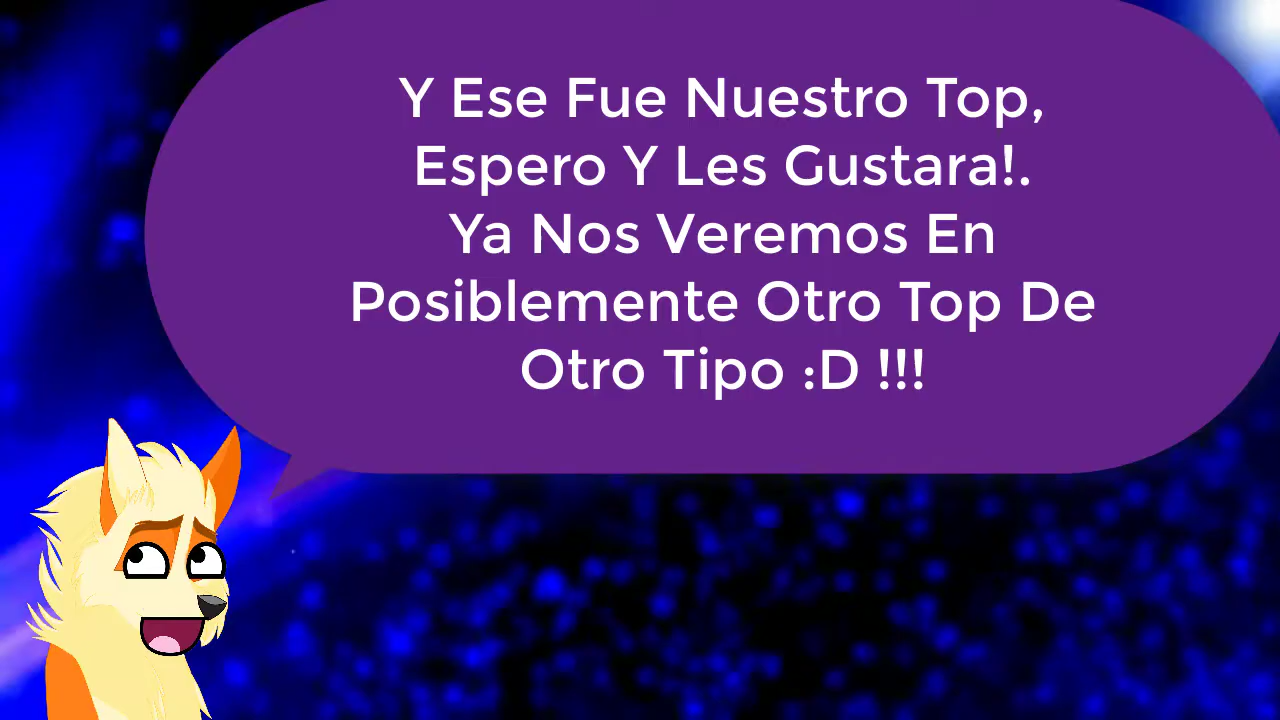 Y Ese Fue Nuestro Top,
Espero Y Les Gustara!.
Ya Nos Veremos En
Posiblemente Otro Top De
Otro Tipo :D !!!